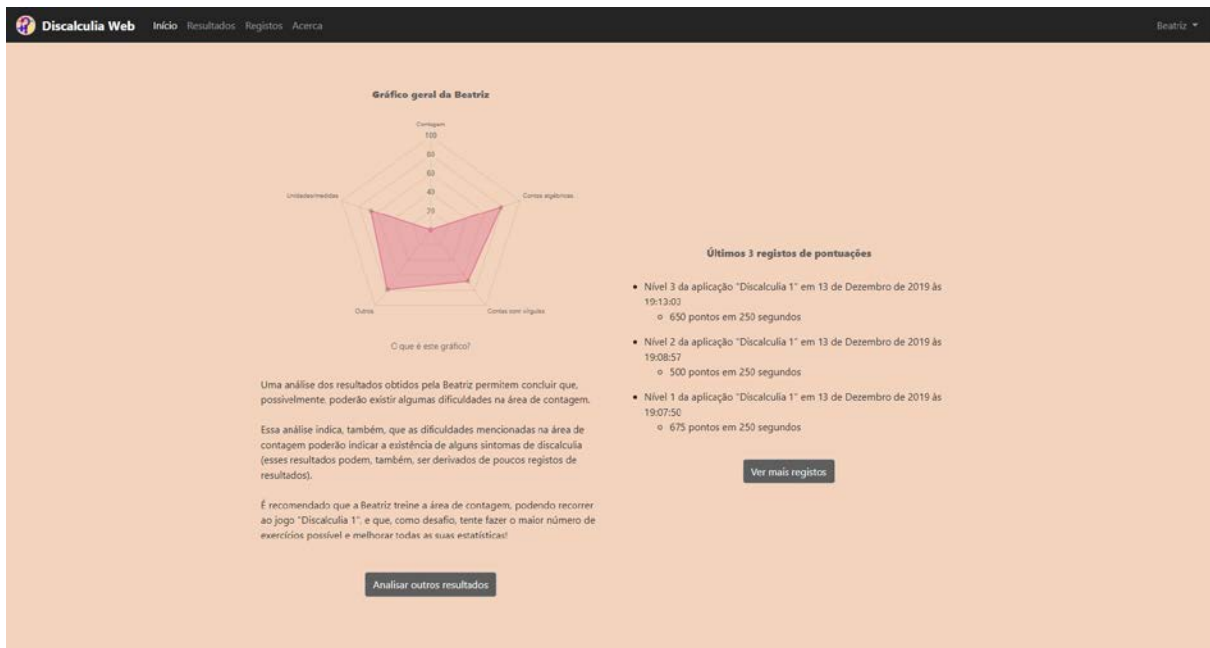 Discalculia Web Início Resultados Registos Acerca
Beatriz
Gráfico geral da Beatriz
Contagem
100
80
60
40
20
Unidades/medidas
Contas algébricas
Outros
Contas com vírgulas
O que é este gráfico?
Uma análise dos resultados obtidos pela Beatriz permitem concluir que,
possivelmente, poderão existir algumas dificuldades na área de contagem.
Essa análise indica, também, que as dificuldades mencionadas na área de
contagem poderão indicar a existência de alguns sintomas de discalculia
(esses resultados podem, também, ser derivados de poucos registos de
resultados).
É recomendado que a Beatriz treine a área de contagem, podendo recorrer
ao jogo "Discalculia 1", e que, como desafio, tente fazer o maior número de
exercícios possível e melhorar todas as suas estatísticas!
Analisar outros resultados
Últimos 3 registos de pontuações
Nível 3 da aplicação "Discalculia 1" em 13 de Dezembro de 2019 às
19:13:03
650 pontos em 250 segundos
Nível 2 da aplicação "Discalculia 1" em 13 de Dezembro de 2019 às
19:08:57
500 pontos em 250 segundos
Nível 1 da aplicação "Discalculia 1" em 13 de Dezembro de 2019 às
19:07:50
675 pontos em 250 segundos
Ver mais registos